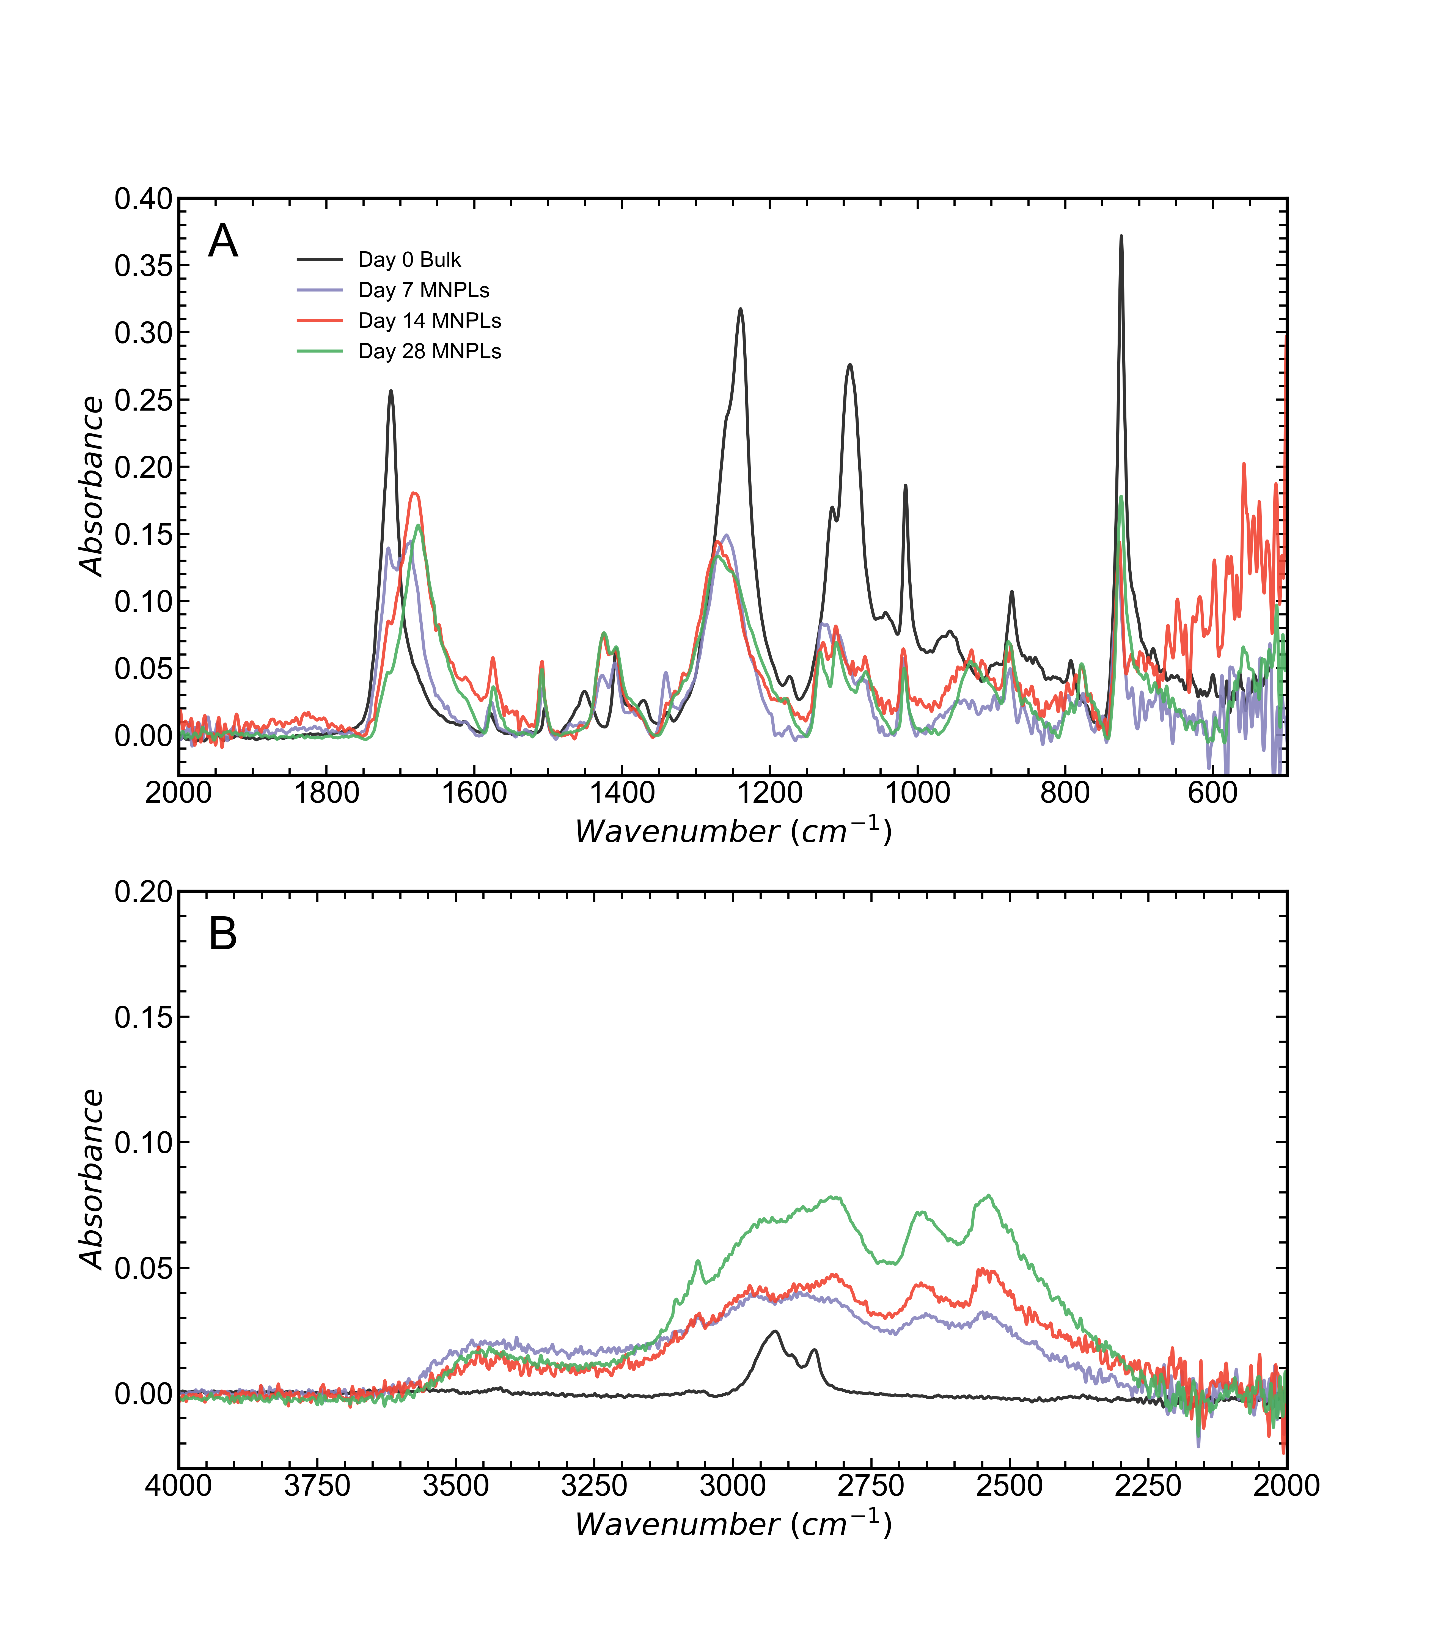 A
Day 0 Bulk
Day 7 MNPLs
Day 14 MNPLs
Day 28 MNPLs
Absorbance
0.40
0.35
0.30
0.25
0.20
0.15
0.10
0.05
0.00
2000 1800 1600 1400 1200 1000 800 600
Wavenumber (cm⁻¹)
B
Absorbance
0.20
0.15
0.10
0.05
0.00
4000 3750 3500 3250 3000 2750 2500 2250 2000
Wavenumber (cm⁻¹)